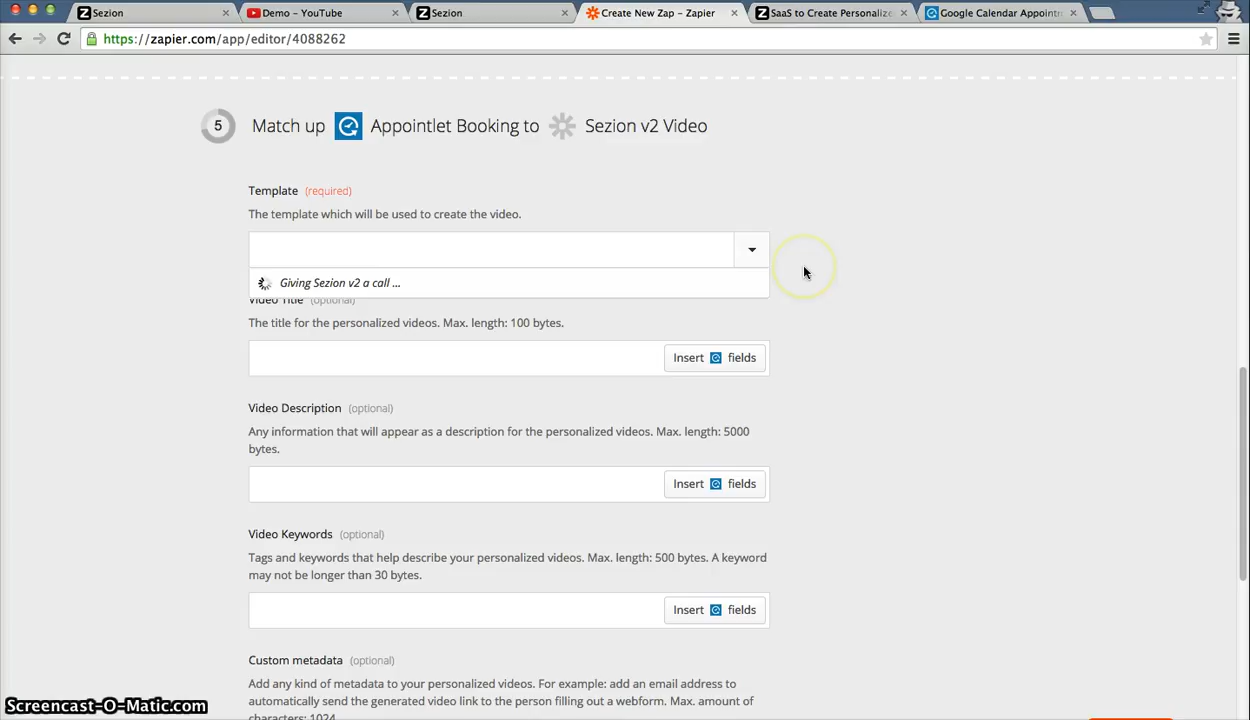 Sezion
Demo – YouTube
Sezion
Create New Zap – Zapier
SaaS to Create Personaliz
Google Calendar Appointm
https://zapier.com/app/editor/4088262
5 Match up Appointlet Booking to Sezion v2 Video
Template (required)
The template which will be used to create the video.
Giving Sezion v2 a call ...
Video Title (optional)
The title for the personalized videos. Max. length: 100 bytes.
Insert fields
Video Description (optional)
Any information that will appear as a description for the personalized videos. Max. length: 5000
bytes.
Insert fields
Video Keywords (optional)
Tags and keywords that help describe your personalized videos. Max. length: 500 bytes. A keyword
may not be longer than 30 bytes.
Insert fields
Custom metadata (optional)
Add any kind of metadata to your personalized videos. For example: add an email address to
automatically send the generated video link to the person filling out a webform. Max. amount of
characters: 1024
Screencast-O-Matic.com